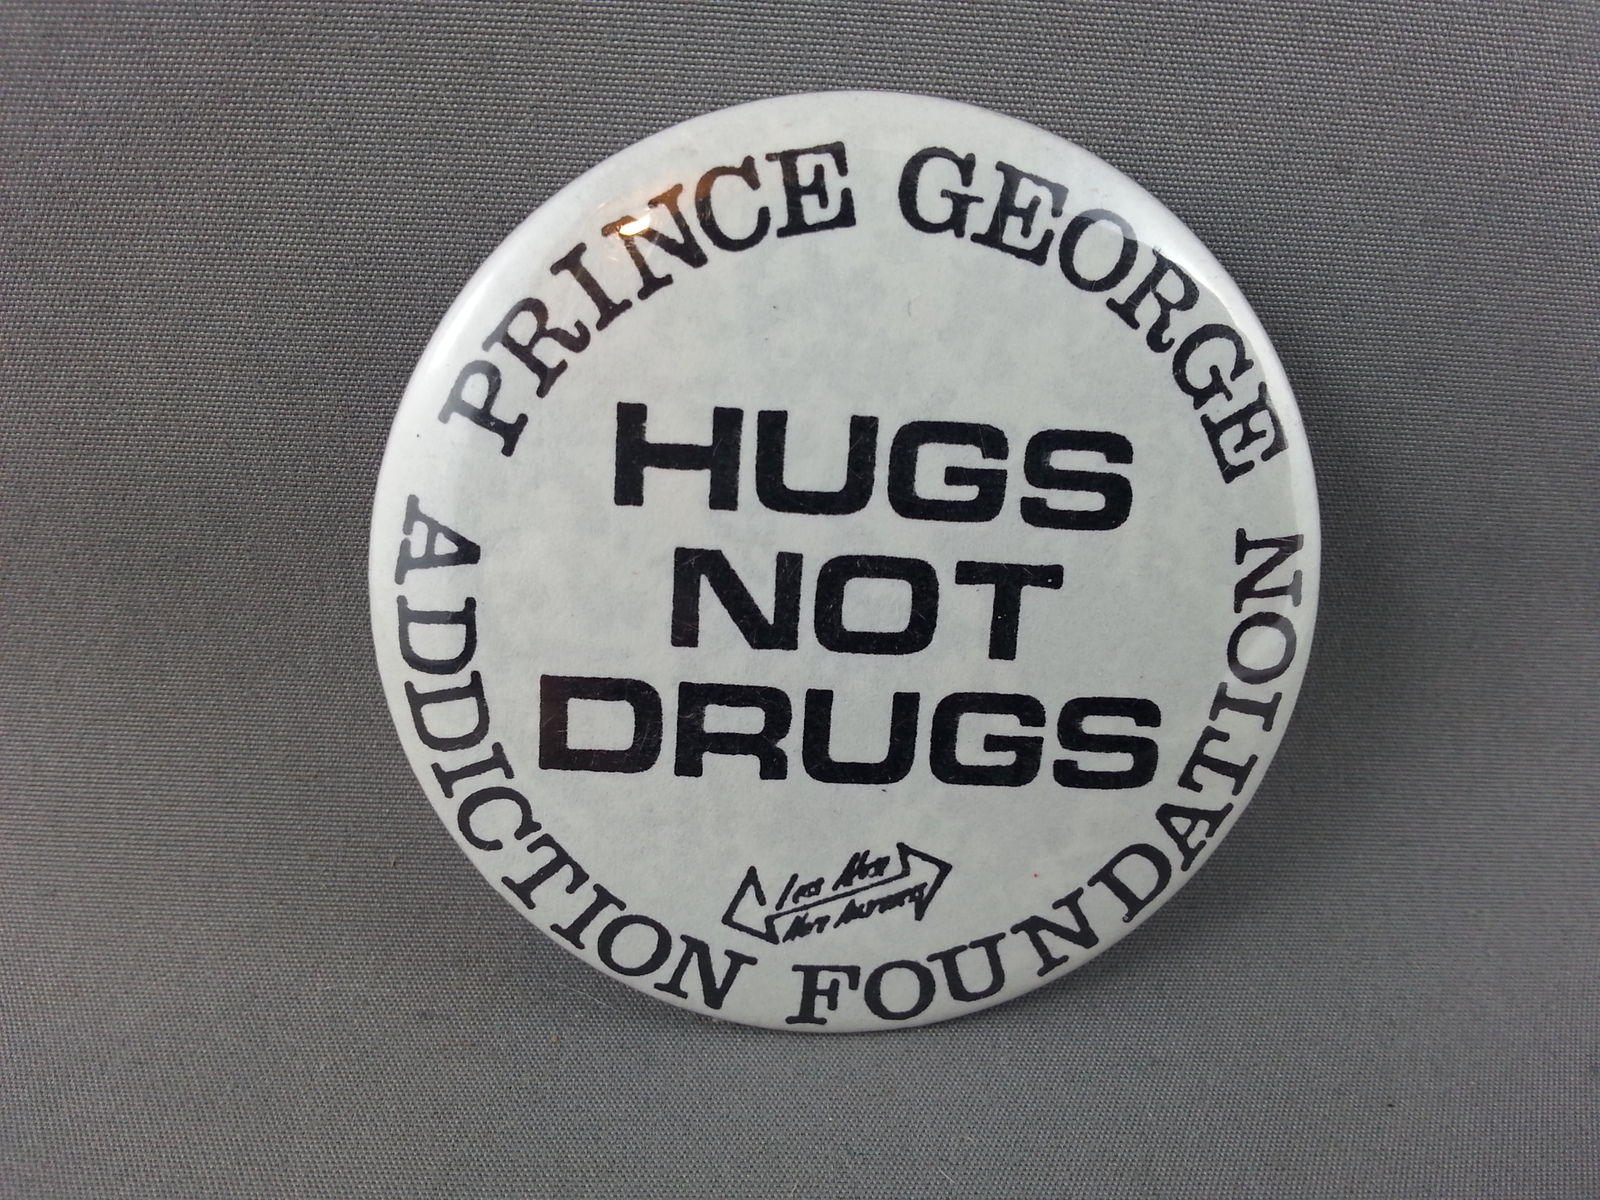 PRINCE GEORGE
HUGS
NOT
DRUGS
ADDICTION FOUNDATION